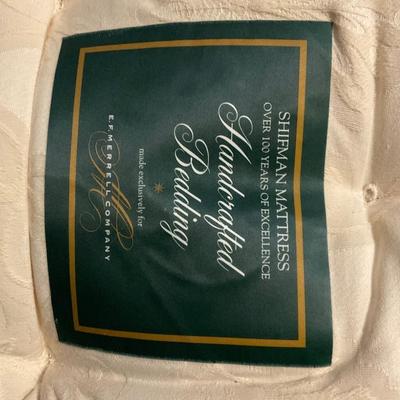 SHIFMAN MATTRESS
OVER 100 YEARS OF EXCELLENCE
Handcrafted
Bedding
made exclusively for
M
E.F. MERRELL COMPANY